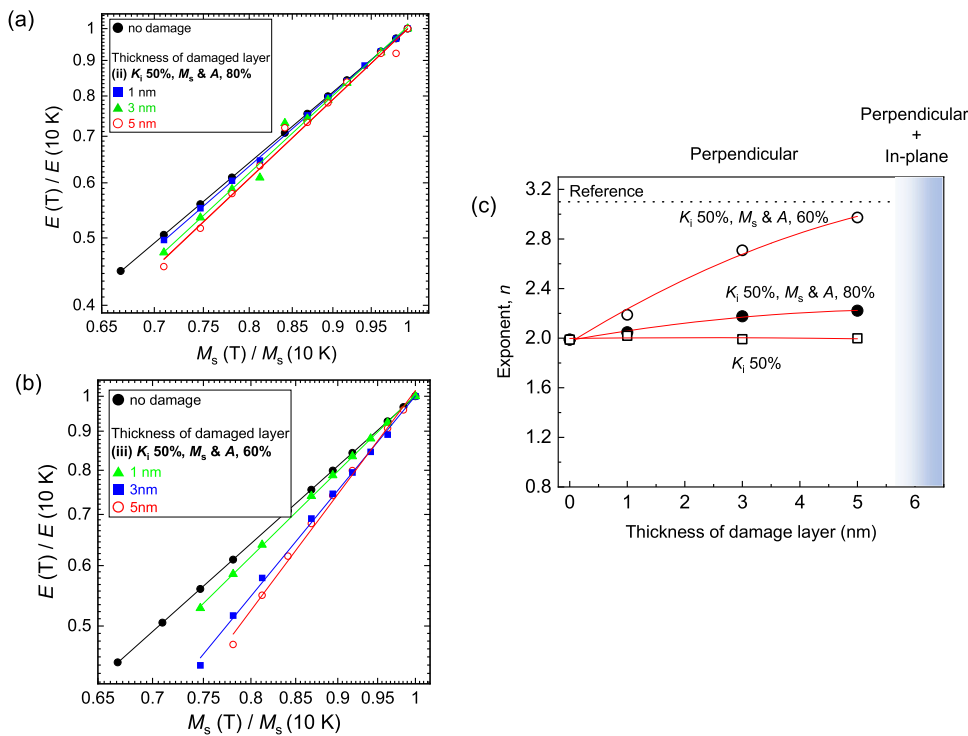 (a)
no damage
Thickness of damaged layer
(ii) Ki 50%, Ms & A, 80%
1 nm
3 nm
5 nm
E (T) / E (10 K)
1
0.9
0.8
0.7
0.6
0.5
0.4
0.65 0.7 0.75 0.8 0.85 0.9 0.95 1
Ms (T) / Ms (10 K)
(b)
no damage
Thickness of damaged layer
(iii) Ki 50%, Ms & A, 60%
1 nm
3nm
5nm
E (T) / E (10 K)
1
0.9
0.8
0.7
0.6
0.5
0.65 0.7 0.75 0.8 0.85 0.9 0.95 1
Ms (T) / Ms (10 K)
(c)
Perpendicular
Perpendicular
+
In-plane
Reference
Ki 50%, Ms & A, 60%
Ki 50%, Ms & A, 80%
Ki 50%
Exponent, n
3.2
2.8
2.4
2.0
1.6
1.2
0.8
0 1 2 3 4 5 6
Thickness of damage layer (nm)